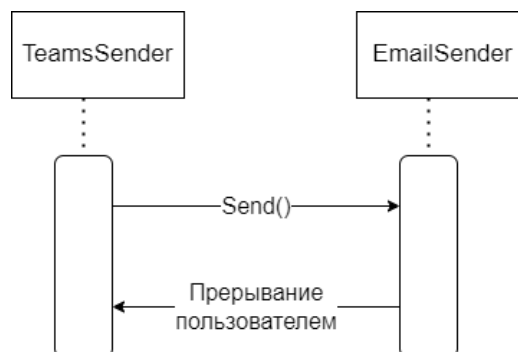 TeamsSender
EmailSender
Send()
Прерывание
пользователем